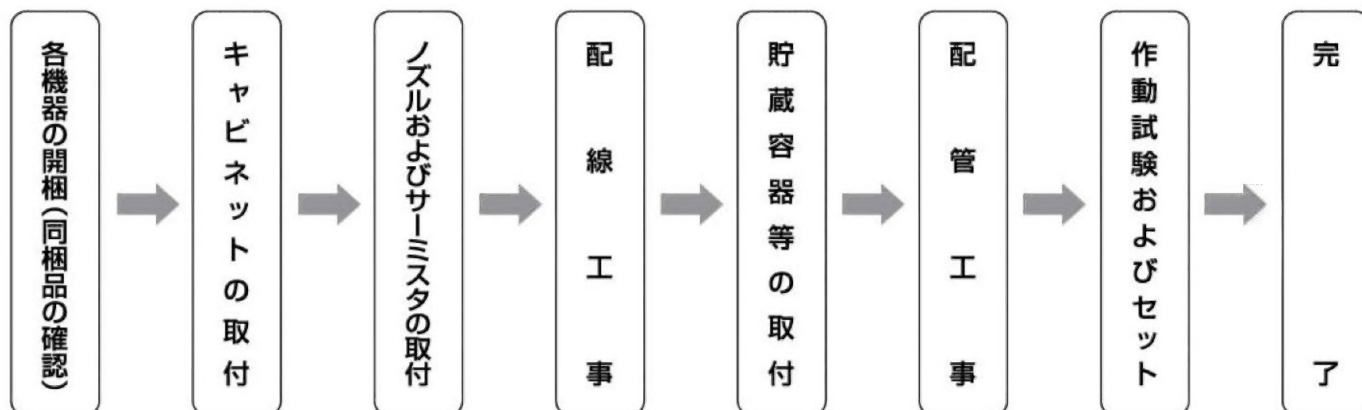 各機器の開梱（同梱品の確認）
キャビネットの取付
ノズルおよびサーミスタの取付
配線工事
貯蔵容器等の取付
配管工事
作動試験およびセット
完了